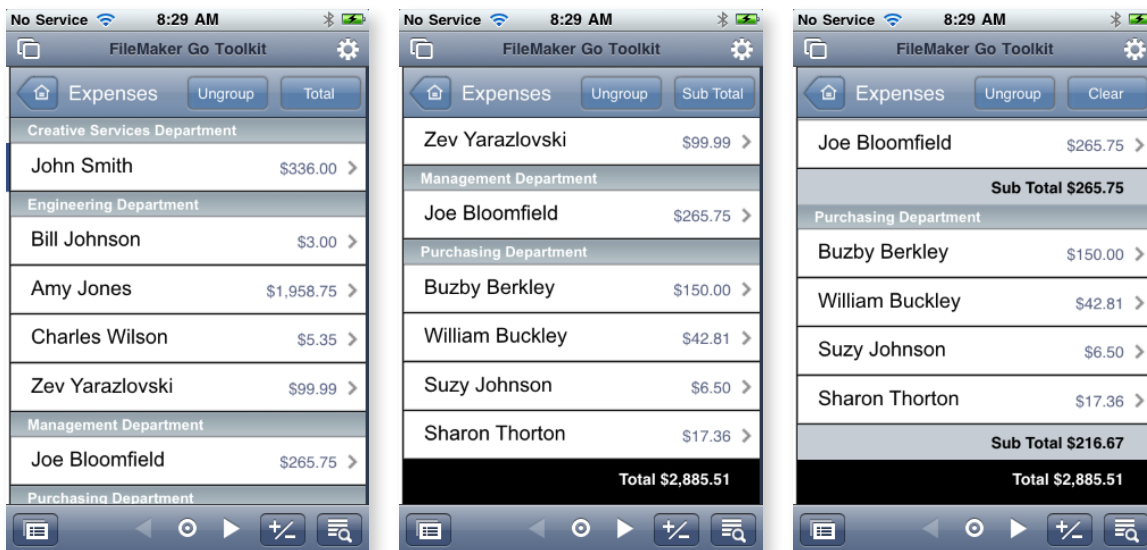 No Service 8:29 AM
FileMaker Go Toolkit
Expenses Ungroup Total
Creative Services Department
John Smith $336.00
Engineering Department
Bill Johnson $3.00
Amy Jones $1,958.75
Charles Wilson $5.35
Zev Yarazlovski $99.99
Management Department
Joe Bloomfield $265.75
Purchasing Department
No Service 8:29 AM
FileMaker Go Toolkit
Expenses Ungroup Sub Total
Zev Yarazlovski $99.99
Management Department
Joe Bloomfield $265.75
Purchasing Department
Buzby Berkley $150.00
William Buckley $42.81
Suzy Johnson $6.50
Sharon Thorton $17.36
Total $2,885.51
No Service 8:29 AM
FileMaker Go Toolkit
Expenses Ungroup Clear
Joe Bloomfield $265.75
Sub Total $265.75
Purchasing Department
Buzby Berkley $150.00
William Buckley $42.81
Suzy Johnson $6.50
Sharon Thorton $17.36
Sub Total $216.67
Total $2,885.51